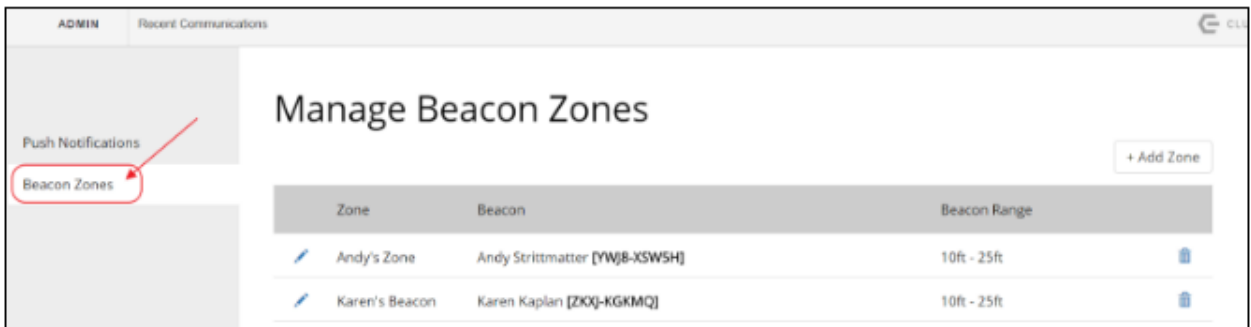 ADMIN Recent Communications CLU
Manage Beacon Zones
Push Notifications
+ Add Zone
Beacon Zones
Zone Beacon Beacon Range
Andy's Zone Andy Strittmatter [YWJ8-XSW5H] 10ft - 25ft
Karen's Beacon Karen Kaplan [ZKXJ-KGKMQ] 10ft - 25ft